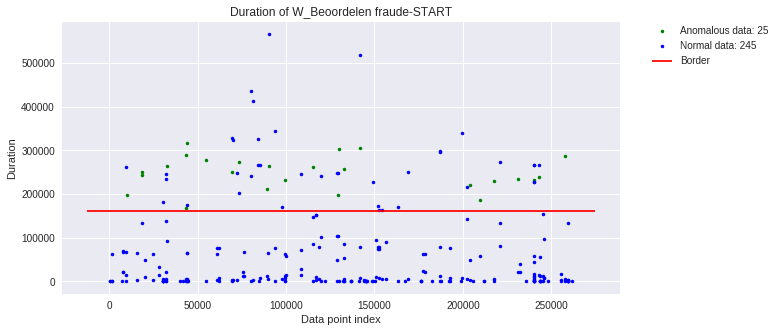 Duration of W_Beoordelen fraude-START
Anomalous data: 25
Normal data: 245
Border
Duration
500000
400000
300000
200000
100000
0
0
50000
100000
150000
200000
250000
Data point index